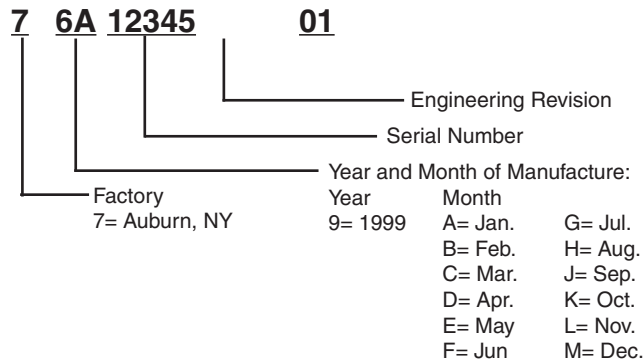 7 6A 12345 01
Engineering Revision
Serial Number
Year and Month of Manufacture:
Factory
7= Auburn, NY
Year Month
9= 1999 A= Jan. G= Jul.
B= Feb. H= Aug.
C= Mar. J= Sep.
D= Apr. K= Oct.
E= May L= Nov.
F= Jun M= Dec.